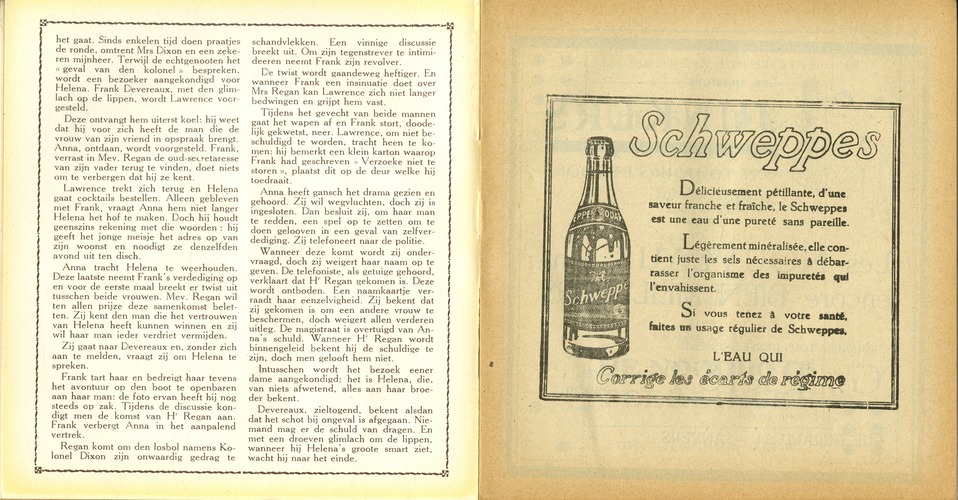 het gaat. Sinds enkelen tijd doen praatjes
de ronde, omtrent Mrs Dixon en een zeke-
ren mijnheer. Terwijl de echtgenooten het
« geval van den kolonel » bespreken,
wordt een bezoeker aangekondigd voor
Helena. Frank Devereaux, met den glim-
lach op de lippen, wordt Lawrence voor-
gesteld.
Deze ontvangt hem uiterst koel: hij weet
dat hij voor zich heeft de man die de
vrouw van zijn vriend in opspraak brengt.
Anna, ontdaan, wordt voorgesteld. Frank,
verrast in Mev. Regan de oud-secretaresse
van zijn vader terug te vinden, doet niets
om te verbergen dat hij ze kent.
Lawrence trekt zich terug en Helena
gaat cocktails bestellen. Alleen gebleven
met Frank, vraagt Anna hem niet langer
Helena het hof te maken. Doch hij houdt
geenszins rekening met die woorden : hij
geeft het jonge meisje het adres op van
zijn woonst en noodigt ze denzelfden
avond uit ten disch.
Anna tracht Helena te weerhouden.
Deze laatste neemt Frank's verdediging op
en voor de eerste maal breekt er twist uit
tusschen beide vrouwen. Mev. Regan wil
ten allen prijze deze samenkomst belet-
ten. Zij kent den man die het vertrouwen
van Helena heeft kunnen winnen en zij
wil haar man ieder verdriet vermijden.
Zij gaat naar Devereaux en, zonder zich
aan te melden, vraagt zij om Helena te
spreken.
Frank tart haar en bedreigt haar tevens
het avontuur op den boot te openbaren
aan haar man: de foto ervan heeft hij nog
steeds op zak. Tijdens de discussie kon-
digt men de komst van Hr Regan aan.
Frank verbergt Anna in het aanpalend
vertrek.
Regan komt om den losbol namens Ko-
lonel Dixon zijn onwaardig gedrag te
schandvlekken. Een vinnige discussie
breekt uit. Om zijn tegenstrever te intimi-
deeren neemt Frank zijn revolver.
De twist wordt gaandeweg heftiger. En
wanneer Frank een insinuatie doet over
Mrs Regan kan Lawrence zich niet langer
bedwingen en grijpt hem vast.
Tijdens het gevecht van beide mannen
gaat het wapen af en Frank stort, doode-
lijk gekwetst, neer. Lawrence, om niet be-
schuldigd te worden, tracht heen te ko-
men: hij bemerkt een klein karton waarop
Frank had geschreven « Verzoeke niet te
storen », plaatst dit op de deur welke hij
toedraait.
Anna heeft gansch het drama gezien en
gehoord. Zij wil wegvluchten, doch zij is
ingesloten. Dan besluit zij, om haar man
te redden, een spel op te zetten om te
doen gelooven in een geval van zelfver-
dediging. Zij telefoneert naar de politie.
Wanneer deze komt wordt zij onder-
vraagd, doch zij weigert haar naam op te
geven. De telefoniste, als getuige gehoord,
verklaart dat Hr Regan gekomen is. Deze
wordt ontboden. Een naamkaartje ver-
raadt haar eenzelvigheid. Zij bekent dat
zij gekomen is om een andere vrouw te
beschermen, doch weigert allen verderen
uitleg. De magistraat is overtuigd van An-
na's schuld. Wanneer Hr Regan wordt
binnengeleid bekent hij de schuldige te
zijn, doch men gelooft hem niet.
Intusschen wordt het bezoek eener
dame aangekondigd: het is Helena, die,
van niets afwetend, alles aan haar broe-
der bekent.
Devereaux, zieltogend, bekent alsdan
dat het schot bij ongeval is afgegaan. Nie-
mand mag er de schuld van dragen. En
met een droeven glimlach om de lippen,
wanneer hij Helena's groote smart ziet,
wacht hij naar het einde.
Schweppes
Délicieusement pétillante, d'une
saveur franche et fraîche, le Schweppes
est une eau d'une pureté sans pareille.
Légèrement minéralisée, elle con-
tient juste les sels nécessaires à débar-
rasser l'organisme des impuretés qui
l'envahissent.
Si vous tenez à votre santé,
faites un usage régulier de Schweppes,
L'EAU QUI
Corrige les écarts de régime
Schweppe